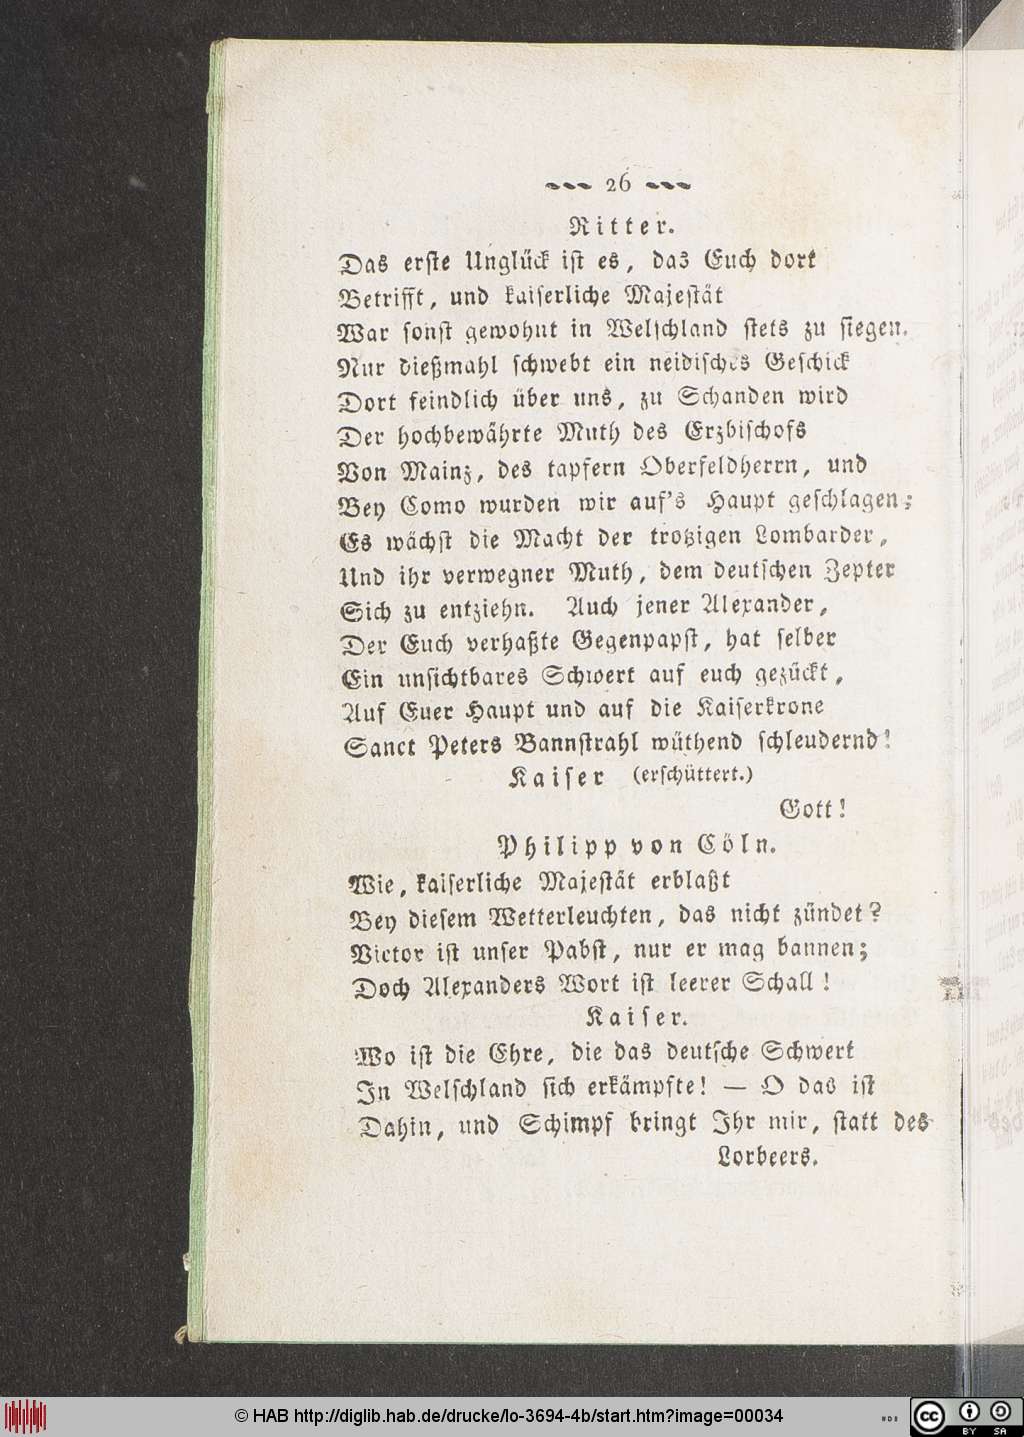 26
Ritter.
Das erste Unglück ist es, das Euch dort
Betrifft, und kaiserliche Majestät
War sonst gewohnt in Welschland stets zu siegen.
Nur dießmahl schwebt ein neidisches Geschick
Dort feindlich über uns, zu Schanden wird
Der hochbewährte Muth des Erzbischofs
Von Mainz, des tapfern Oberfeldherrn, und
Bey Como wurden wir auf's Haupt geschlagen;
Es wächst die Macht der trotzigen Lombarder,
Und ihr verwegner Muth, dem deutschen Zepter
Sich zu entziehn. Auch jener Alexander,
Der Euch verhaßte Gegenpapst, hat selber
Ein unsichtbares Schwert auf euch gezückt,
Auf Euer Haupt und auf die Kaiserkrone
Sanct Peters Bannstrahl wüthend schleudernd!
Kaiser (erschüttert.)
Gott!
Philipp von Cöln.
Wie, kaiserliche Majestät erblaßt
Bey diesem Wetterleuchten, das nicht zündet?
Victor ist unser Pabst, nur er mag bannen;
Doch Alexanders Wort ist leerer Schall!
Kaiser.
Wo ist die Ehre, die das deutsche Schwert
In Welschland sich erkämpfte! — O das ist
Dahin, und Schimpf bringt Ihr mir, statt des
Lorbeers.
© HAB http://diglib.hab.de/drucke/lo-3694-4b/start.htm?image=00034
cc BY SA